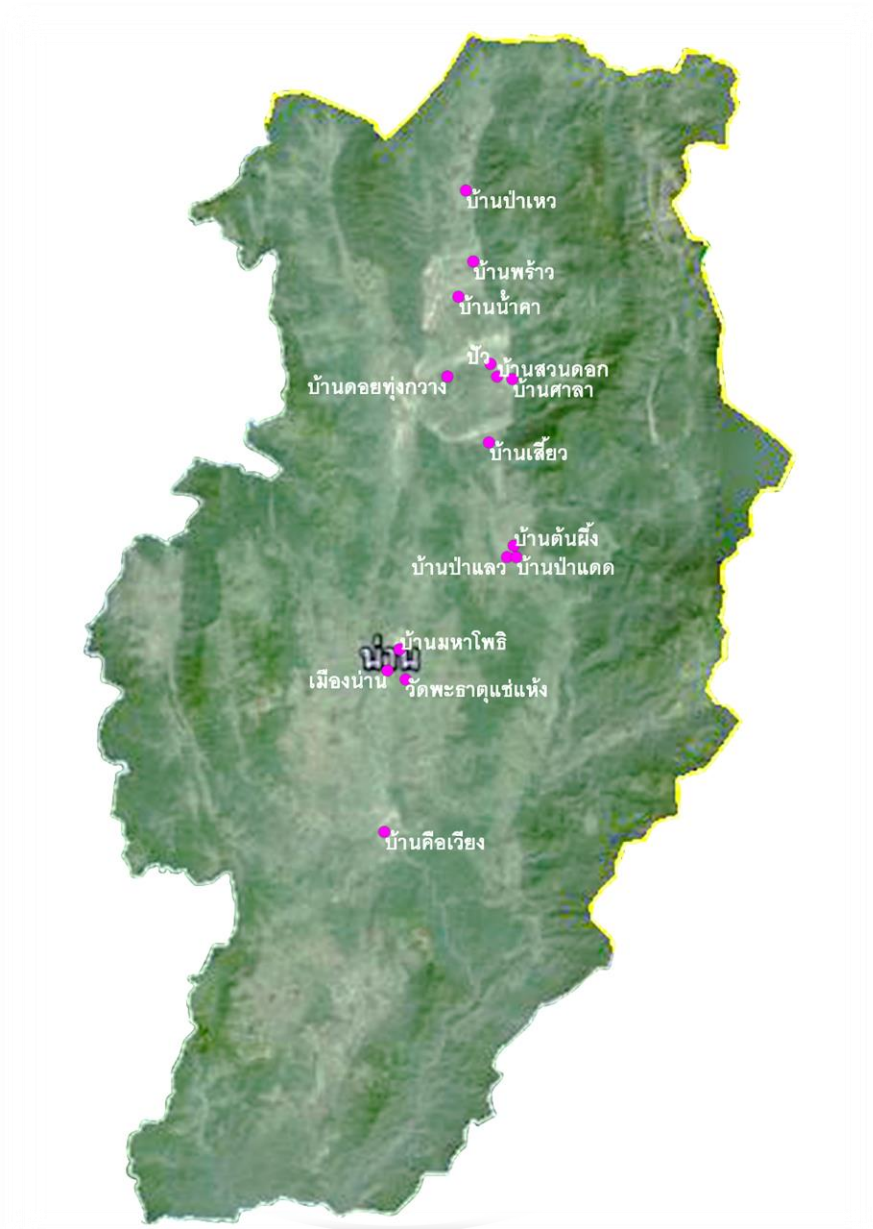 บ้านป่าเหว
บ้านพร้าว
บ้านน้ำคา
ปัว
บ้านสวนดอก
บ้านดอยทุ่งกวาง
บ้านศาลา
บ้านเสี้ยว
บ้านต้นผึ้ง
บ้านป่าแลว บ้านป่าแดด
บ้านมหาโพธิ
น่าน
เมืองน่าน
วัดพะธาตุแช่แห้ง
บ้านคือเวียง